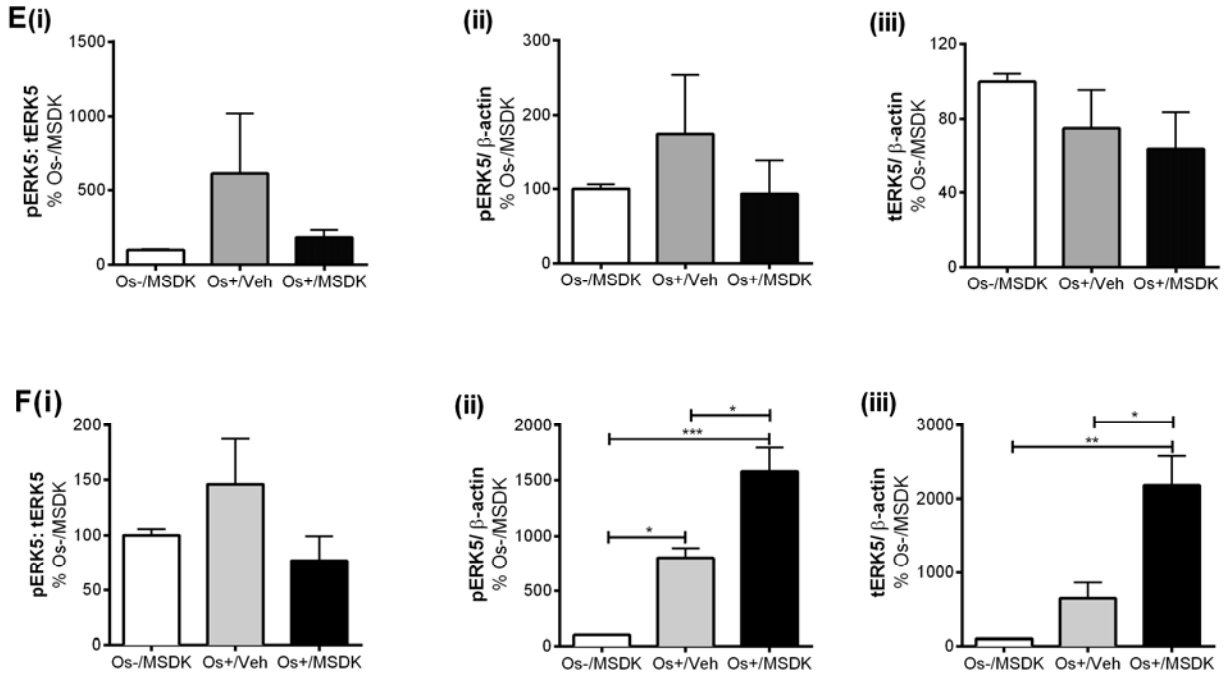 E(i)
pERK5: tERK5
% Os-/MSDK
1500
1000
500
0
Os-/MSDK Os+/Veh Os+/MSDK
(ii)
pERK5/ β-actin
% Os-/MSDK
300
200
100
0
Os-/MSDK Os+/Veh Os+/MSDK
(iii)
tERK5/ β-actin
% Os-/MSDK
120
80
40
0
Os-/MSDK Os+/Veh Os+/MSDK
F(i)
pERK5: tERK5
% Os-/MSDK
200
150
100
50
0
Os-/MSDK Os+/Veh Os+/MSDK
(ii)
pERK5/ β-actin
% Os-/MSDK
2000
1500
1000
500
0
*
***
*
Os-/MSDK Os+/Veh Os+/MSDK
(iii)
tERK5/ β-actin
% Os-/MSDK
3000
2000
1000
0
*
**
Os-/MSDK Os+/Veh Os+/MSDK